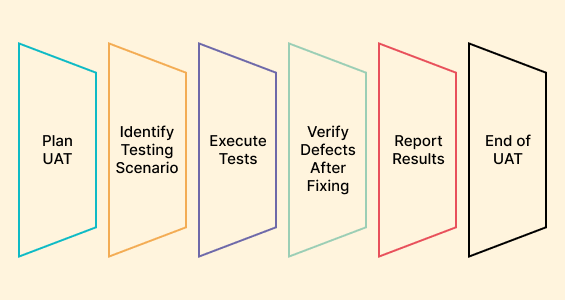 Plan
UAT
Identify
Testing
Scenario
Execute
Tests
Verify
Defects
After
Fixing
Report
Results
End of
UAT